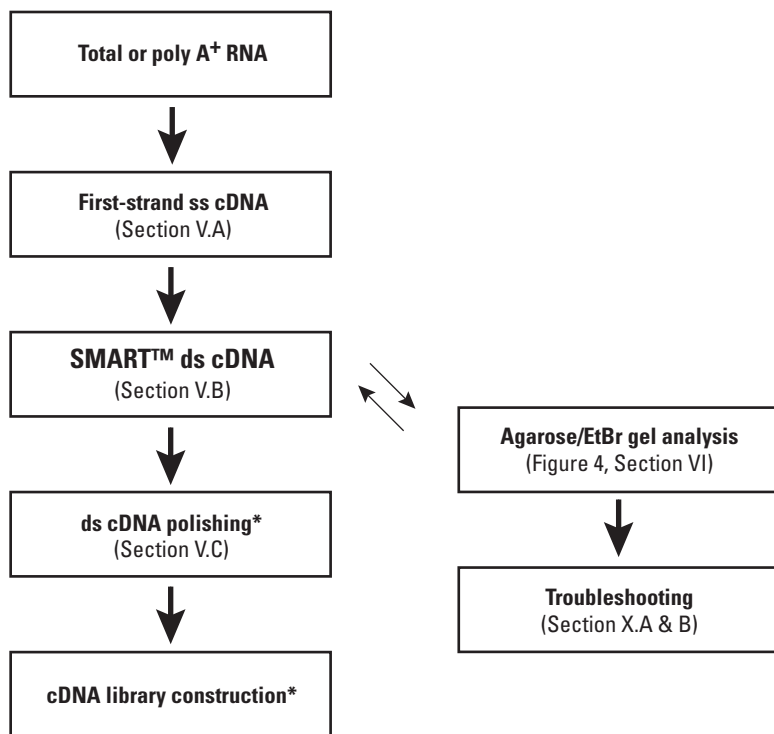 Total or poly A+ RNA
First-strand ss cDNA
(Section V.A)
SMART™ ds cDNA
(Section V.B)
Agarose/EtBr gel analysis
(Figure 4, Section VI)
ds cDNA polishing*
(Section V.C)
Troubleshooting
(Section X.A & B)
cDNA library construction*